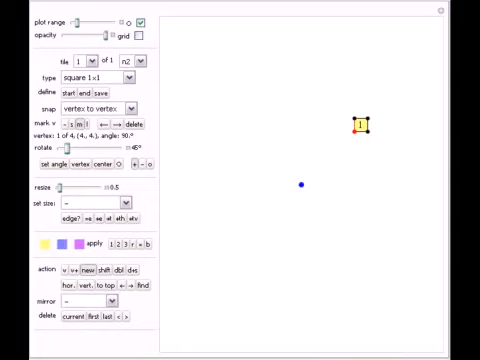 plot range
opacity grid
tile 1 of 1 n2
type square 1x1
define start end save
snap vertex to vertex
mark v - s m l ← → delete
vertex: 1 of 4, (4., 4.), angle: 90.°
rotate 45°
set angle vertex center + - o
resize 0.5
set size: -
edge? =e +e +t +th +tv
apply 1 2 3 r = b
action v v+ new shift dbl d+s
hor. vert. to top ← → find
mirror -
delete current first last < >
1